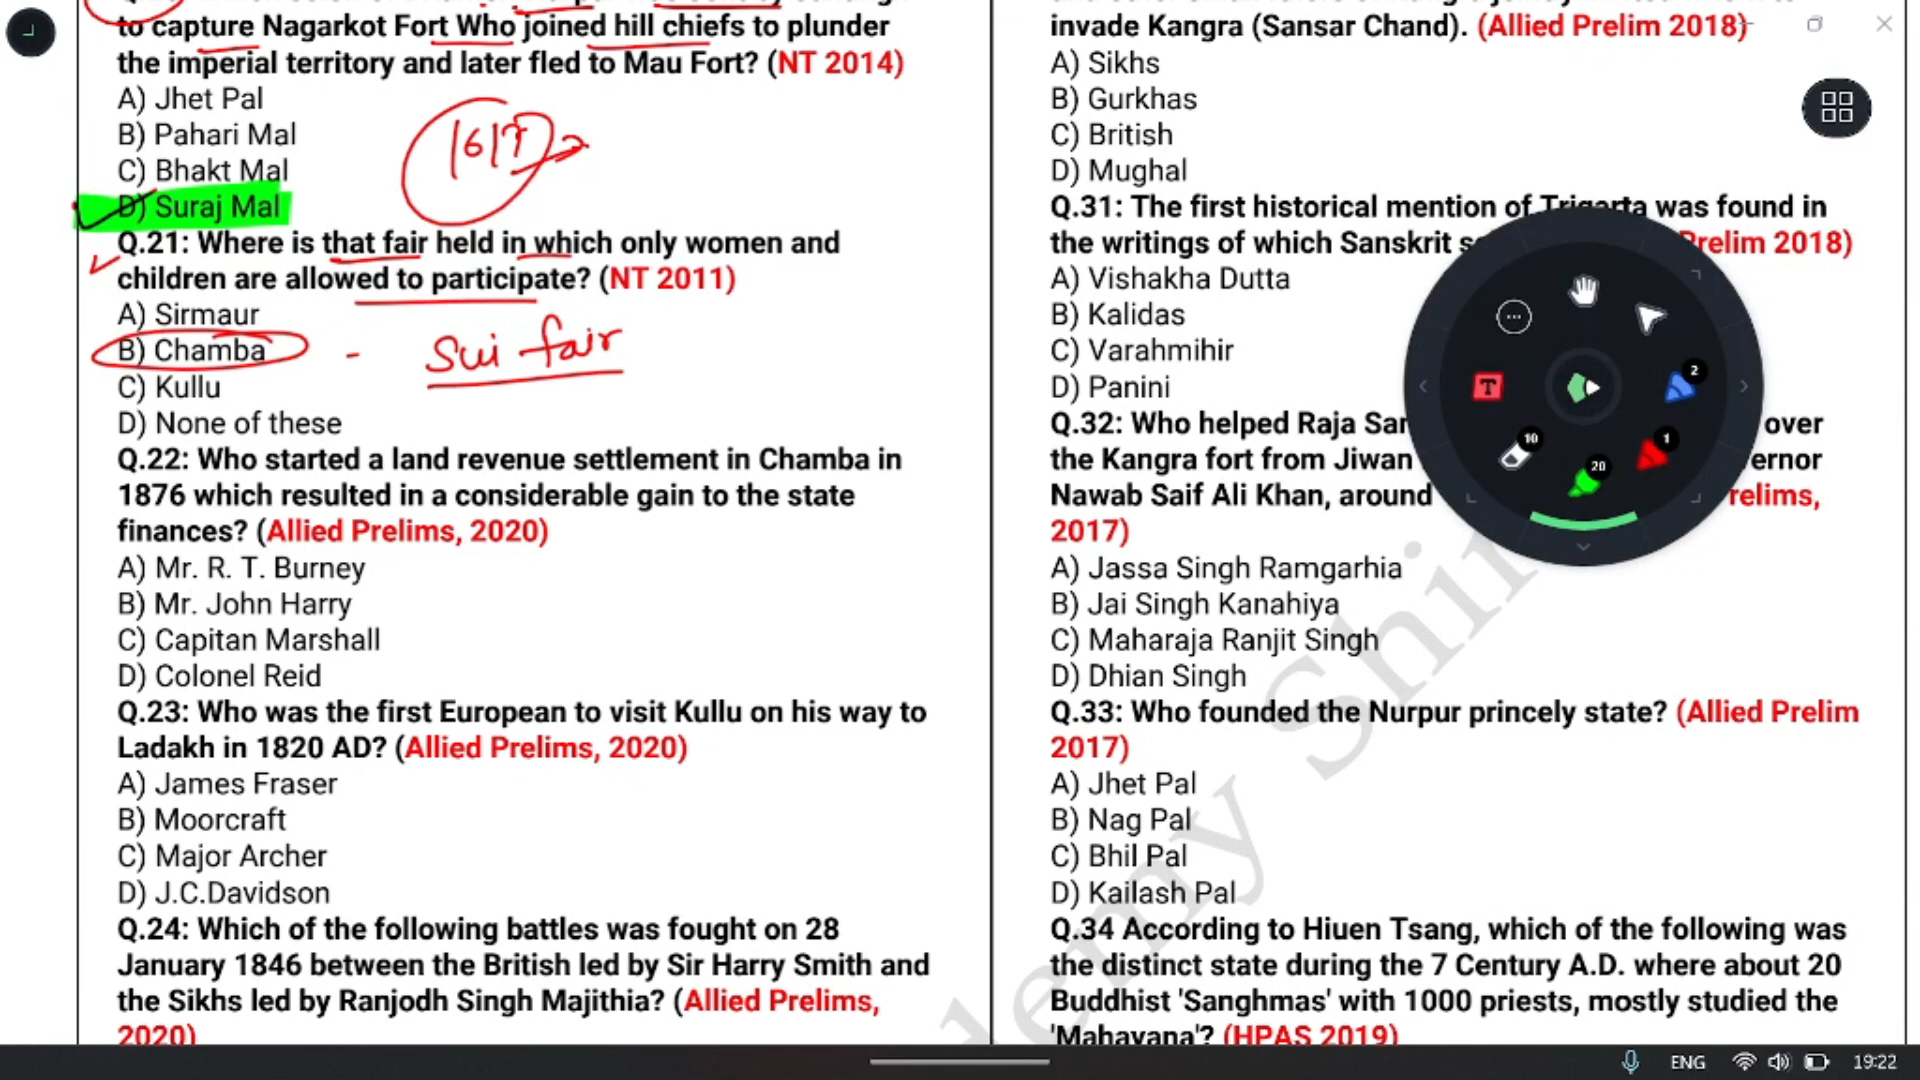 to capture Nagarkot Fort Who joined hill chiefs to plunder
the imperial territory and later fled to Mau Fort? (NT 2014)
A) Jhet Pal
B) Pahari Mal
C) Bhakt Mal
D) Suraj Mal
Q.21: Where is that fair held in which only women and
children are allowed to participate? (NT 2011)
A) Sirmaur
B) Chamba - Sui fair
C) Kullu
D) None of these
Q.22: Who started a land revenue settlement in Chamba in
1876 which resulted in a considerable gain to the state
finances? (Allied Prelims, 2020)
A) Mr. R. T. Burney
B) Mr. John Harry
C) Capitan Marshall
D) Colonel Reid
Q.23: Who was the first European to visit Kullu on his way to
Ladakh in 1820 AD? (Allied Prelims, 2020)
A) James Fraser
B) Moorcraft
C) Major Archer
D) J.C.Davidson
Q.24: Which of the following battles was fought on 28
January 1846 between the British led by Sir Harry Smith and
the Sikhs led by Ranjodh Singh Majithia? (Allied Prelims,
2020)
invade Kangra (Sansar Chand). (Allied Prelim 2018)
A) Sikhs
B) Gurkhas
C) British
D) Mughal
Q.31: The first historical mention of Trigarta was found in
the writings of which Sanskrit Prelim 2018)
A) Vishakha Dutta
B) Kalidas
C) Varahmihir
D) Panini
Q.32: Who helped Raja over
the Kangra fort from Jiwan
Nawab Saif Ali Khan, around
2017)
A) Jassa Singh Ramgarhia
B) Jai Singh Kanahiya
C) Maharaja Ranjit Singh
D) Dhian Singh
Q.33: Who founded the Nurpur princely state? (Allied Prelim
2017)
A) Jhet Pal
B) Nag Pal
C) Bhil Pal
D) Kailash Pal
Q.34 According to Hiuen Tsang, which of the following was
the distinct state during the 7 Century A.D. where about 20
Buddhist 'Sanghmas' with 1000 priests, mostly studied the
'Mahayana'? (HPAS 2019)
T
2
10
1
20
ENG
19:22